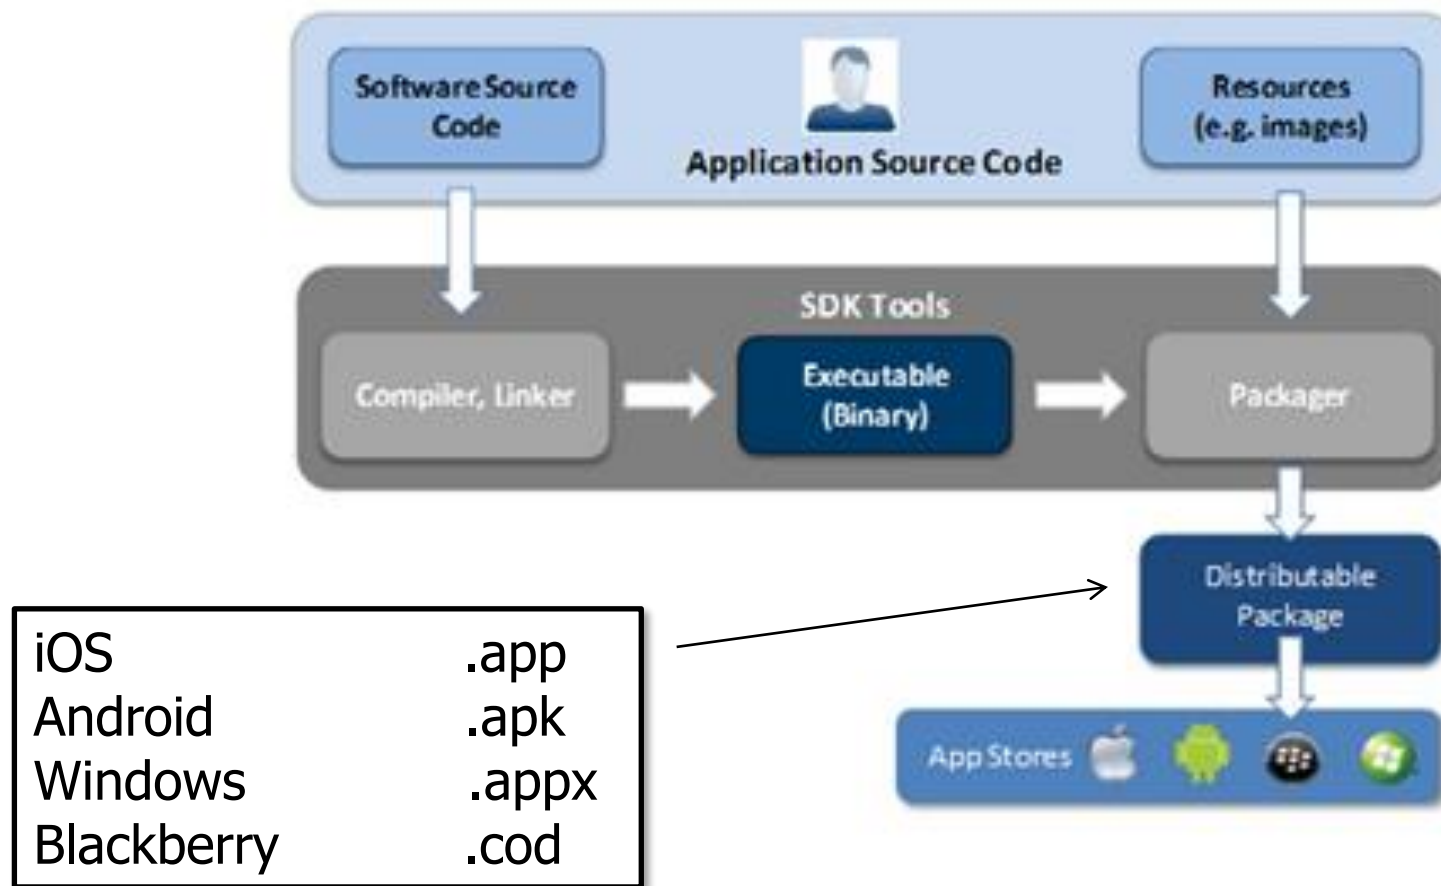 Software Source
Code
Application Source Code
Resources
(e.g. images)
SDK Tools
Compiler, Linker
Executable
(Binary)
Packager
Distributable
Package
App Stores
iOS .app
Android .apk
Windows .appx
Blackberry .cod